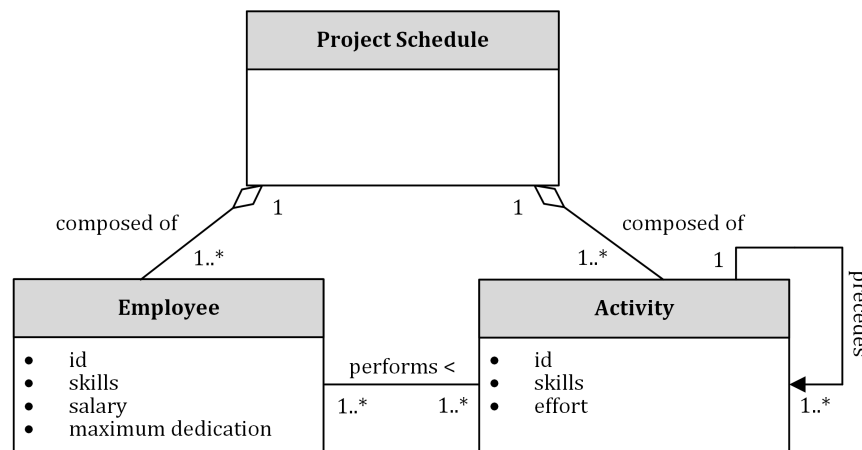 Project Schedule
composed of
1
1
composed of
1..*
1..*
1
precedes
Employee
Activity
• id
• skills
• salary
• maximum dedication
performs <
1..*
1..*
• id
• skills
• effort
1..*